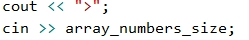 cout << ">";
cin >> array_numbers_size;